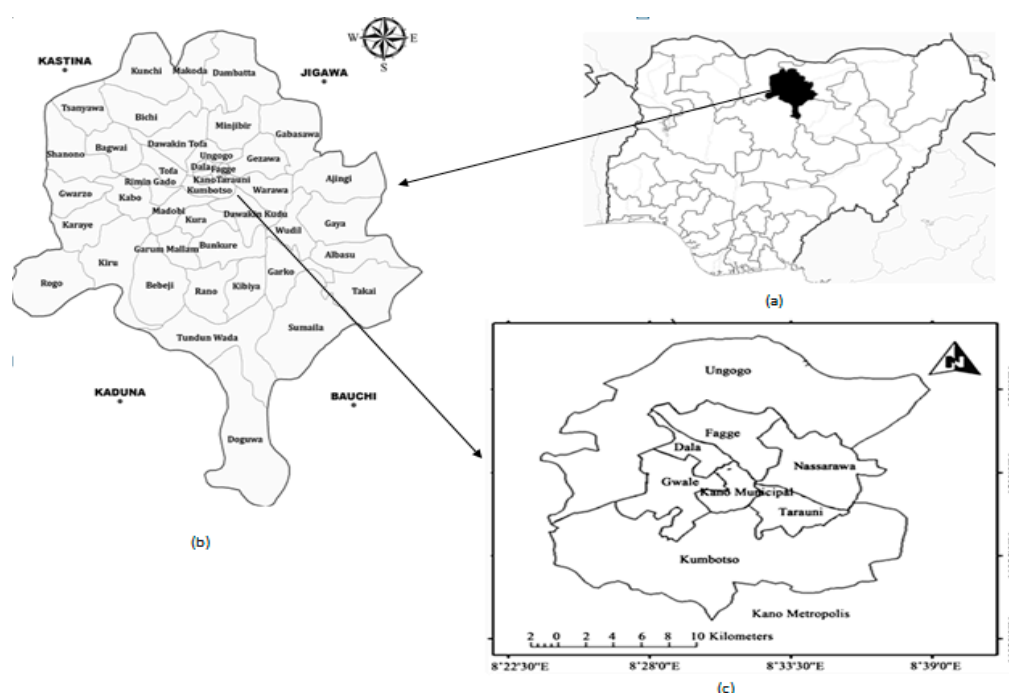 W
E
S
KASTINA
JIGAWA
Kunchi
Makoda
Dambatta
Tsanyawa
Bichi
Minjibir
Gabasawa
Dawakin Tofa
Shanono
Bagwai
Ungogo
Gezawa
Dala
Fagge
Tofa
Rimin Gado
Kano
Tarauni
Ajingi
Gwarzo
Kabo
Kumbotso
Warawa
Madobi
Kura
Dawakin Kudu
Karaye
Wudil
Gaya
Garum Mallam
Bunkure
Albasu
Kiru
Garko
Rogo
Bebeji
Rano
Kibiya
Takai
Sumaila
Tundun Wada
KADUNA
BAUCHI
Doguwa
(b)
(a)
N
Ungogo
Fagge
Dala
Nassarawa
Gwale
Kano Municipal
Tarauni
Kumbotso
Kano Metropolis
2 0 2 4 6 8 10 Kilometers
8°22'30"E 8°28'0"E 8°33'30"E 8°39'0"E
(c)